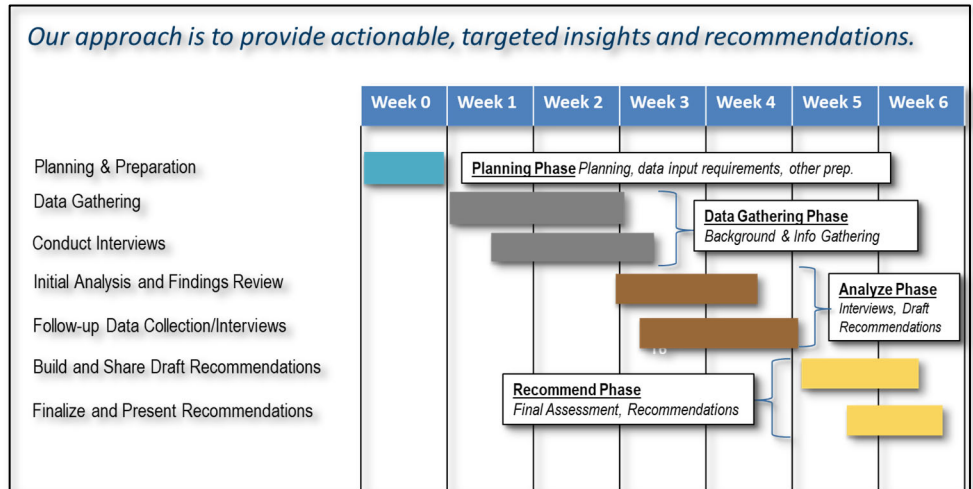 Our approach is to provide actionable, targeted insights and recommendations.
Week 0 Week 1 Week 2 Week 3 Week 4 Week 5 Week 6
Planning & Preparation
Planning Phase Planning, data input requirements, other prep.
Data Gathering
Data Gathering Phase
Background & Info Gathering
Conduct Interviews
Initial Analysis and Findings Review
Analyze Phase
Interviews, Draft
Recommendations
Follow-up Data Collection/Interviews
16
Build and Share Draft Recommendations
Recommend Phase
Final Assessment, Recommendations
Finalize and Present Recommendations